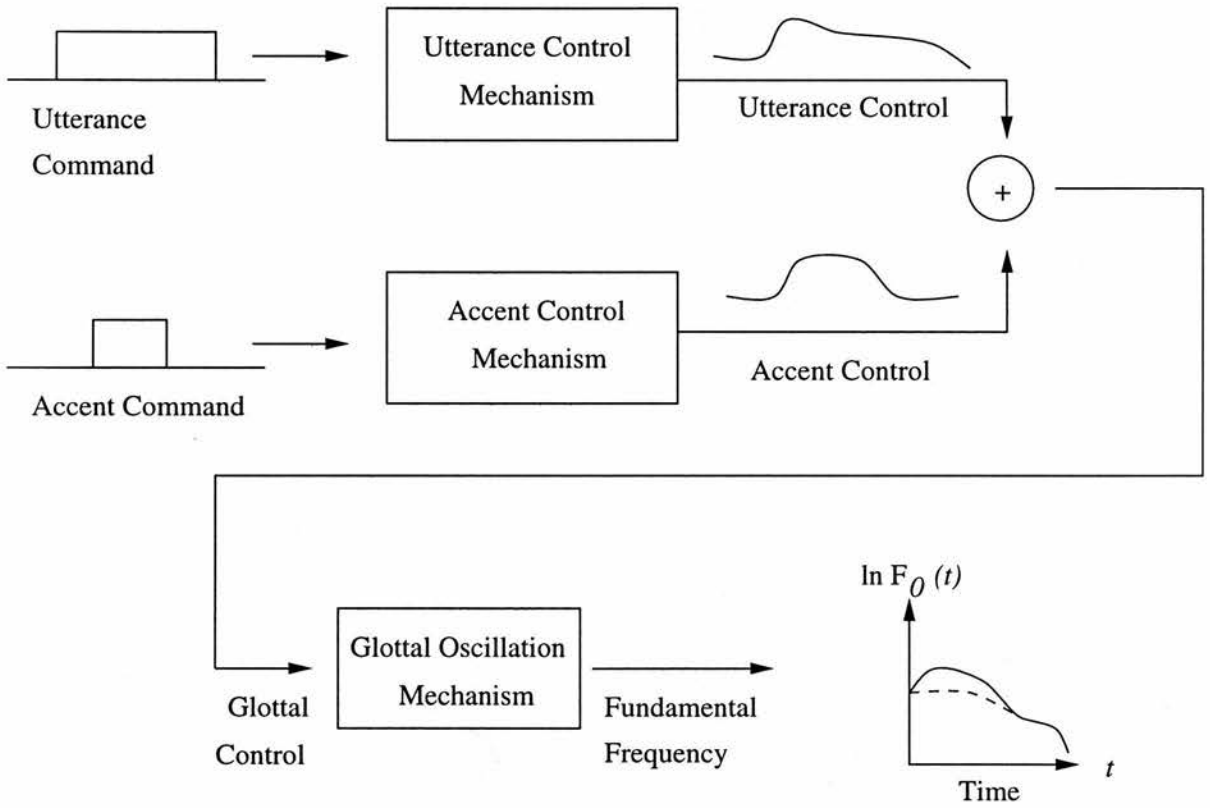 Utterance Control
Mechanism
Utterance
Command
Utterance Control
+
Accent Control
Mechanism
Accent Command
Accent Control
ln F0 (t)
Glottal Oscillation
Mechanism
Glottal
Control
Fundamental
Frequency
t
Time